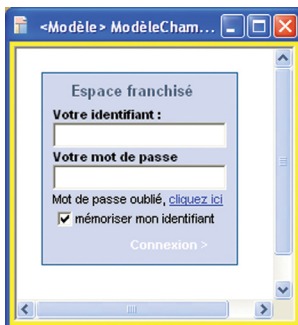 <Modèle> ModèleCham...
Espace franchisé
Votre identifiant :
Votre mot de passe
Mot de passe oublié, cliquez ici
mémoriser mon identifiant
Connexion >